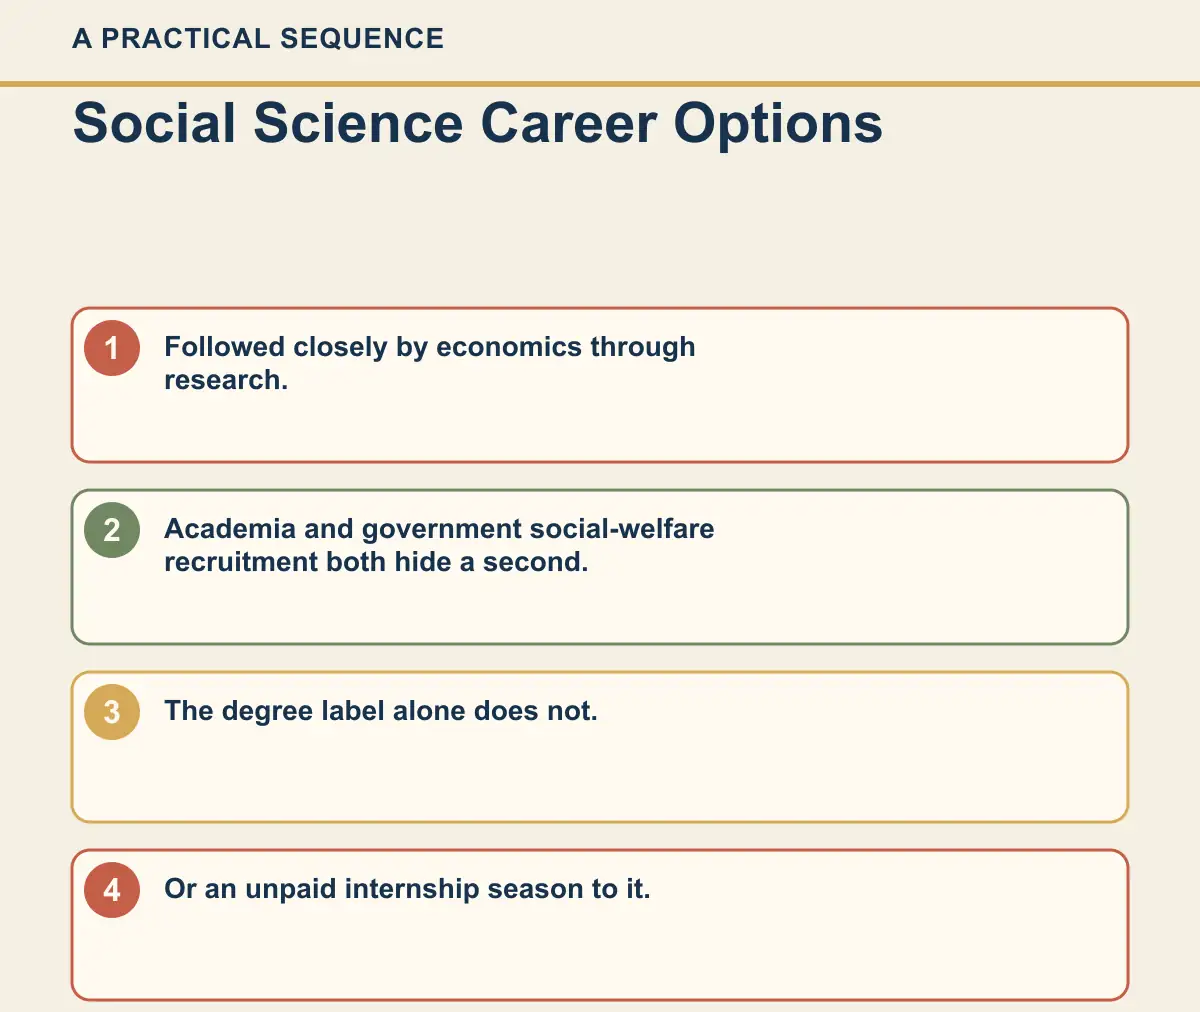 A PRACTICAL SEQUENCE
Social Science Career Options
1
Followed closely by economics through
research.
2
Academia and government social-welfare
recruitment both hide a second.
3
The degree label alone does not.
4
Or an unpaid internship season to it.